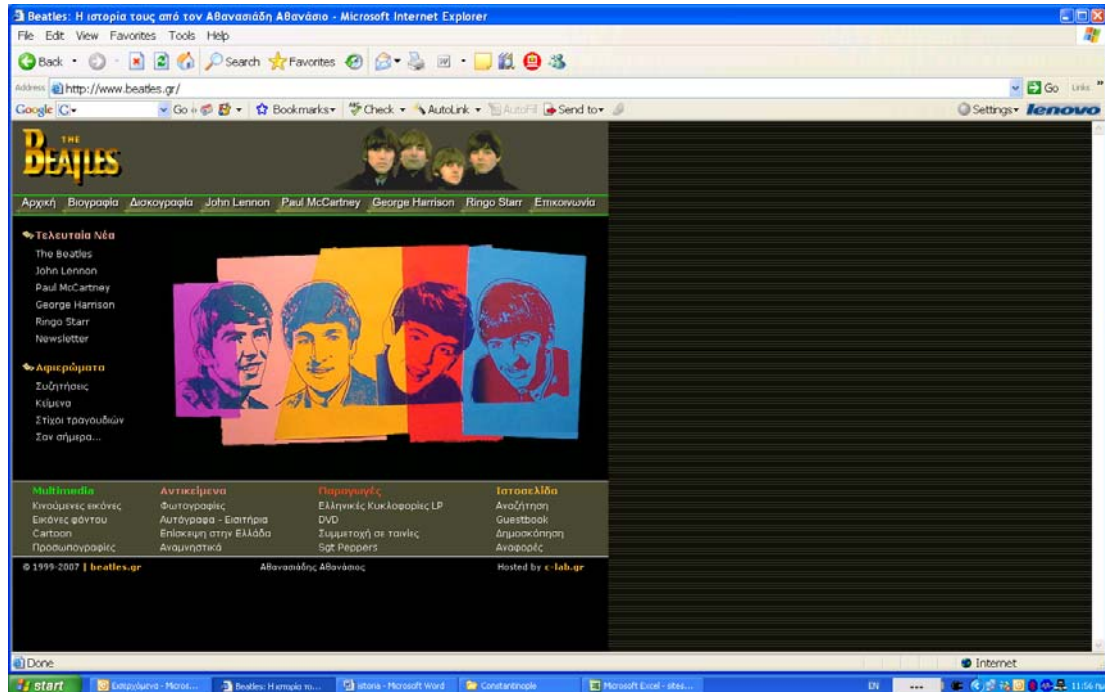 Beatles: Η ιστορία τους από τον Αθανασιάδη Αθανάσιο - Microsoft Internet Explorer
File Edit View Favorites Tools Help
Back Search Favorites
Address http://www.beatles.gr/ Go Links
Google Go Bookmarks Check AutoLink AutoFill Send to Settings lenovo
THE BEATLES
Αρχική Βιογραφία Δισκογραφία John Lennon Paul McCartney George Harrison Ringo Starr Επικοινωνία
Τελευταία Νέα
The Beatles
John Lennon
Paul McCartney
George Harrison
Ringo Starr
Newsletter
Αφιερώματα
Συζητήσεις
Κείμενα
Στίχοι τραγουδιών
Σαν σήμερα...
Multimedia Αντικείμενα Παραγωγές Ιστοσελίδα
Κινούμενες εικόνες Φωτογραφίες Ελληνικές Κυκλοφορίες LP Αναζήτηση
Εικόνες φόντου Αυτόγραφα - Εισιτήρια DVD Guestbook
Cartoon Επίσκεψη στην Ελλάδα Συμμετοχή σε ταινίες Δημοσκόπηση
Προσωπογραφίες Αναμνηστικά Sgt Peppers Αναφορές
© 1999-2007 | beatles.gr Αθανασιάδης Αθανάσιος Hosted by c-lab.gr
Done Internet
start Εισερχόμενα - Micros... Beatles: Η ιστορία το... istoria - Microsoft Word Constantinople Microsoft Excel - sites... EN 11:56 πμ